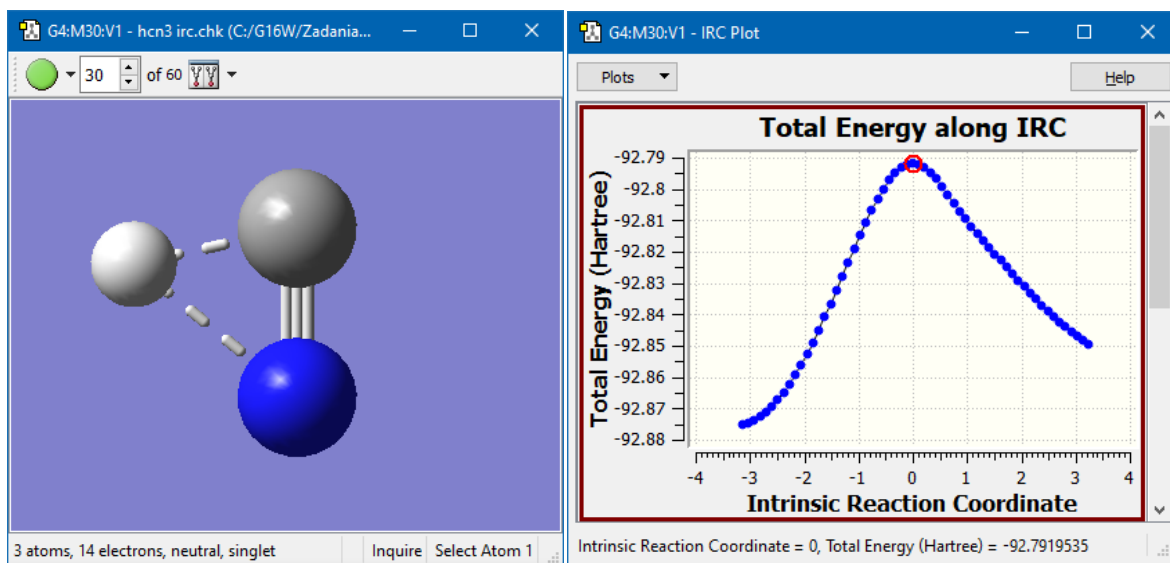 G4:M30:V1 - hcn3 irc.chk (C:/G16W/Zadania...
30 of 60
3 atoms, 14 electrons, neutral, singlet Inquire Select Atom 1
G4:M30:V1 - IRC Plot
Plots Help
Total Energy along IRC
Total Energy (Hartree)
-92.79
-92.8
-92.81
-92.82
-92.83
-92.84
-92.85
-92.86
-92.87
-92.88
-4 -3 -2 -1 0 1 2 3 4
Intrinsic Reaction Coordinate
Intrinsic Reaction Coordinate = 0, Total Energy (Hartree) = -92.7919535